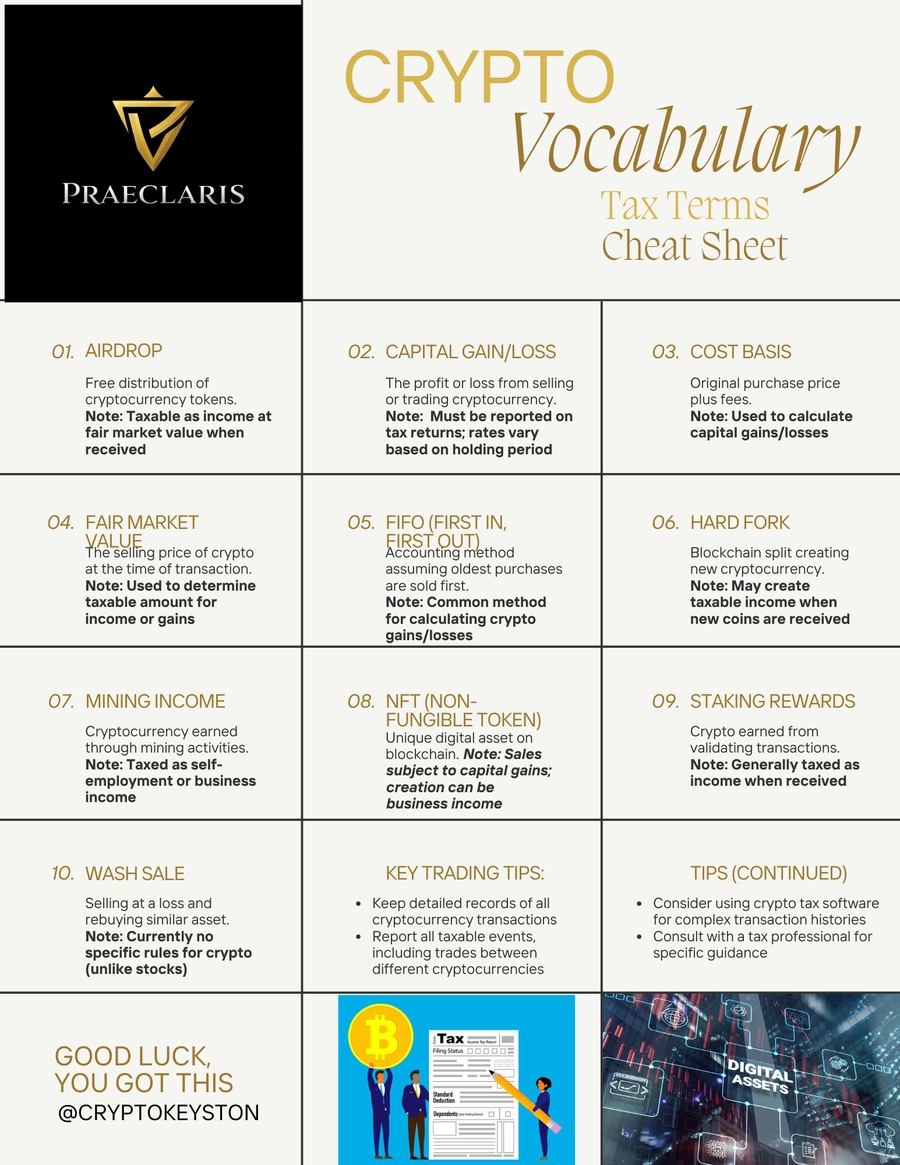 PRAECLARIS
CRYPTO
Vocabulary
Tax Terms
Cheat Sheet
01. AIRDROP
Free distribution of
cryptocurrency tokens.
Note: Taxable as income at
fair market value when
received
02. CAPITAL GAIN/LOSS
The profit or loss from selling
or trading cryptocurrency.
Note: Must be reported on
tax returns; rates vary
based on holding period
03. COST BASIS
Original purchase price
plus fees.
Note: Used to calculate
capital gains/losses
04. FAIR MARKET
VALUE
The selling price of crypto
at the time of transaction.
Note: Used to determine
taxable amount for
income or gains
05. FIFO (FIRST IN,
FIRST OUT)
Accounting method
assuming oldest purchases
are sold first.
Note: Common method
for calculating crypto
gains/losses
06. HARD FORK
Blockchain split creating
new cryptocurrency.
Note: May create
taxable income when
new coins are received
07. MINING INCOME
Cryptocurrency earned
through mining activities.
Note: Taxed as self-
employment or business
income
08. NFT (NON-
FUNGIBLE TOKEN)
Unique digital asset on
blockchain. Note: Sales
subject to capital gains;
creation can be
business income
09. STAKING REWARDS
Crypto earned from
validating transactions.
Note: Generally taxed as
income when received
10. WASH SALE
Selling at a loss and
rebuying similar asset.
Note: Currently no
specific rules for crypto
(unlike stocks)
KEY TRADING TIPS:
• Keep detailed records of all
cryptocurrency transactions
• Report all taxable events,
including trades between
different cryptocurrencies
TIPS (CONTINUED)
• Consider using crypto tax software
for complex transaction histories
• Consult with a tax professional for
specific guidance
GOOD LUCK,
YOU GOT THIS
@CRYPTOKEYSTON
Tax Income Tax Return
Filing Status
Standard
Deduction
Dependents (see instructions)
DIGITAL
ASSETS